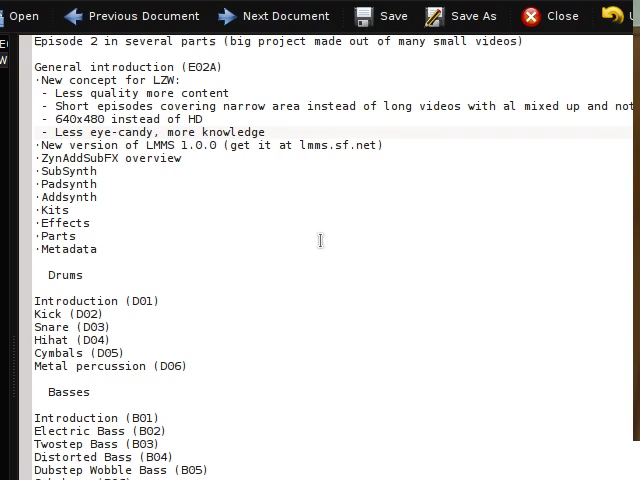 Open Previous Document Next Document Save Save As Close
Episode 2 in several parts (big project made out of many small videos)
General introduction (E02A)
·New concept for LZW:
- Less quality more content
- Short episodes covering narrow area instead of long videos with al mixed up and not
- 640x480 instead of HD
- Less eye-candy, more knowledge
·New version of LMMS 1.0.0 (get it at lmms.sf.net)
·ZynAddSubFX overview
·SubSynth
·Padsynth
·Addsynth
·Kits
·Effects
·Parts
·Metadata
Drums
Introduction (D01)
Kick (D02)
Snare (D03)
Hihat (D04)
Cymbals (D05)
Metal percussion (D06)
Basses
Introduction (B01)
Electric Bass (B02)
Twostep Bass (B03)
Distorted Bass (B04)
Dubstep Wobble Bass (B05)